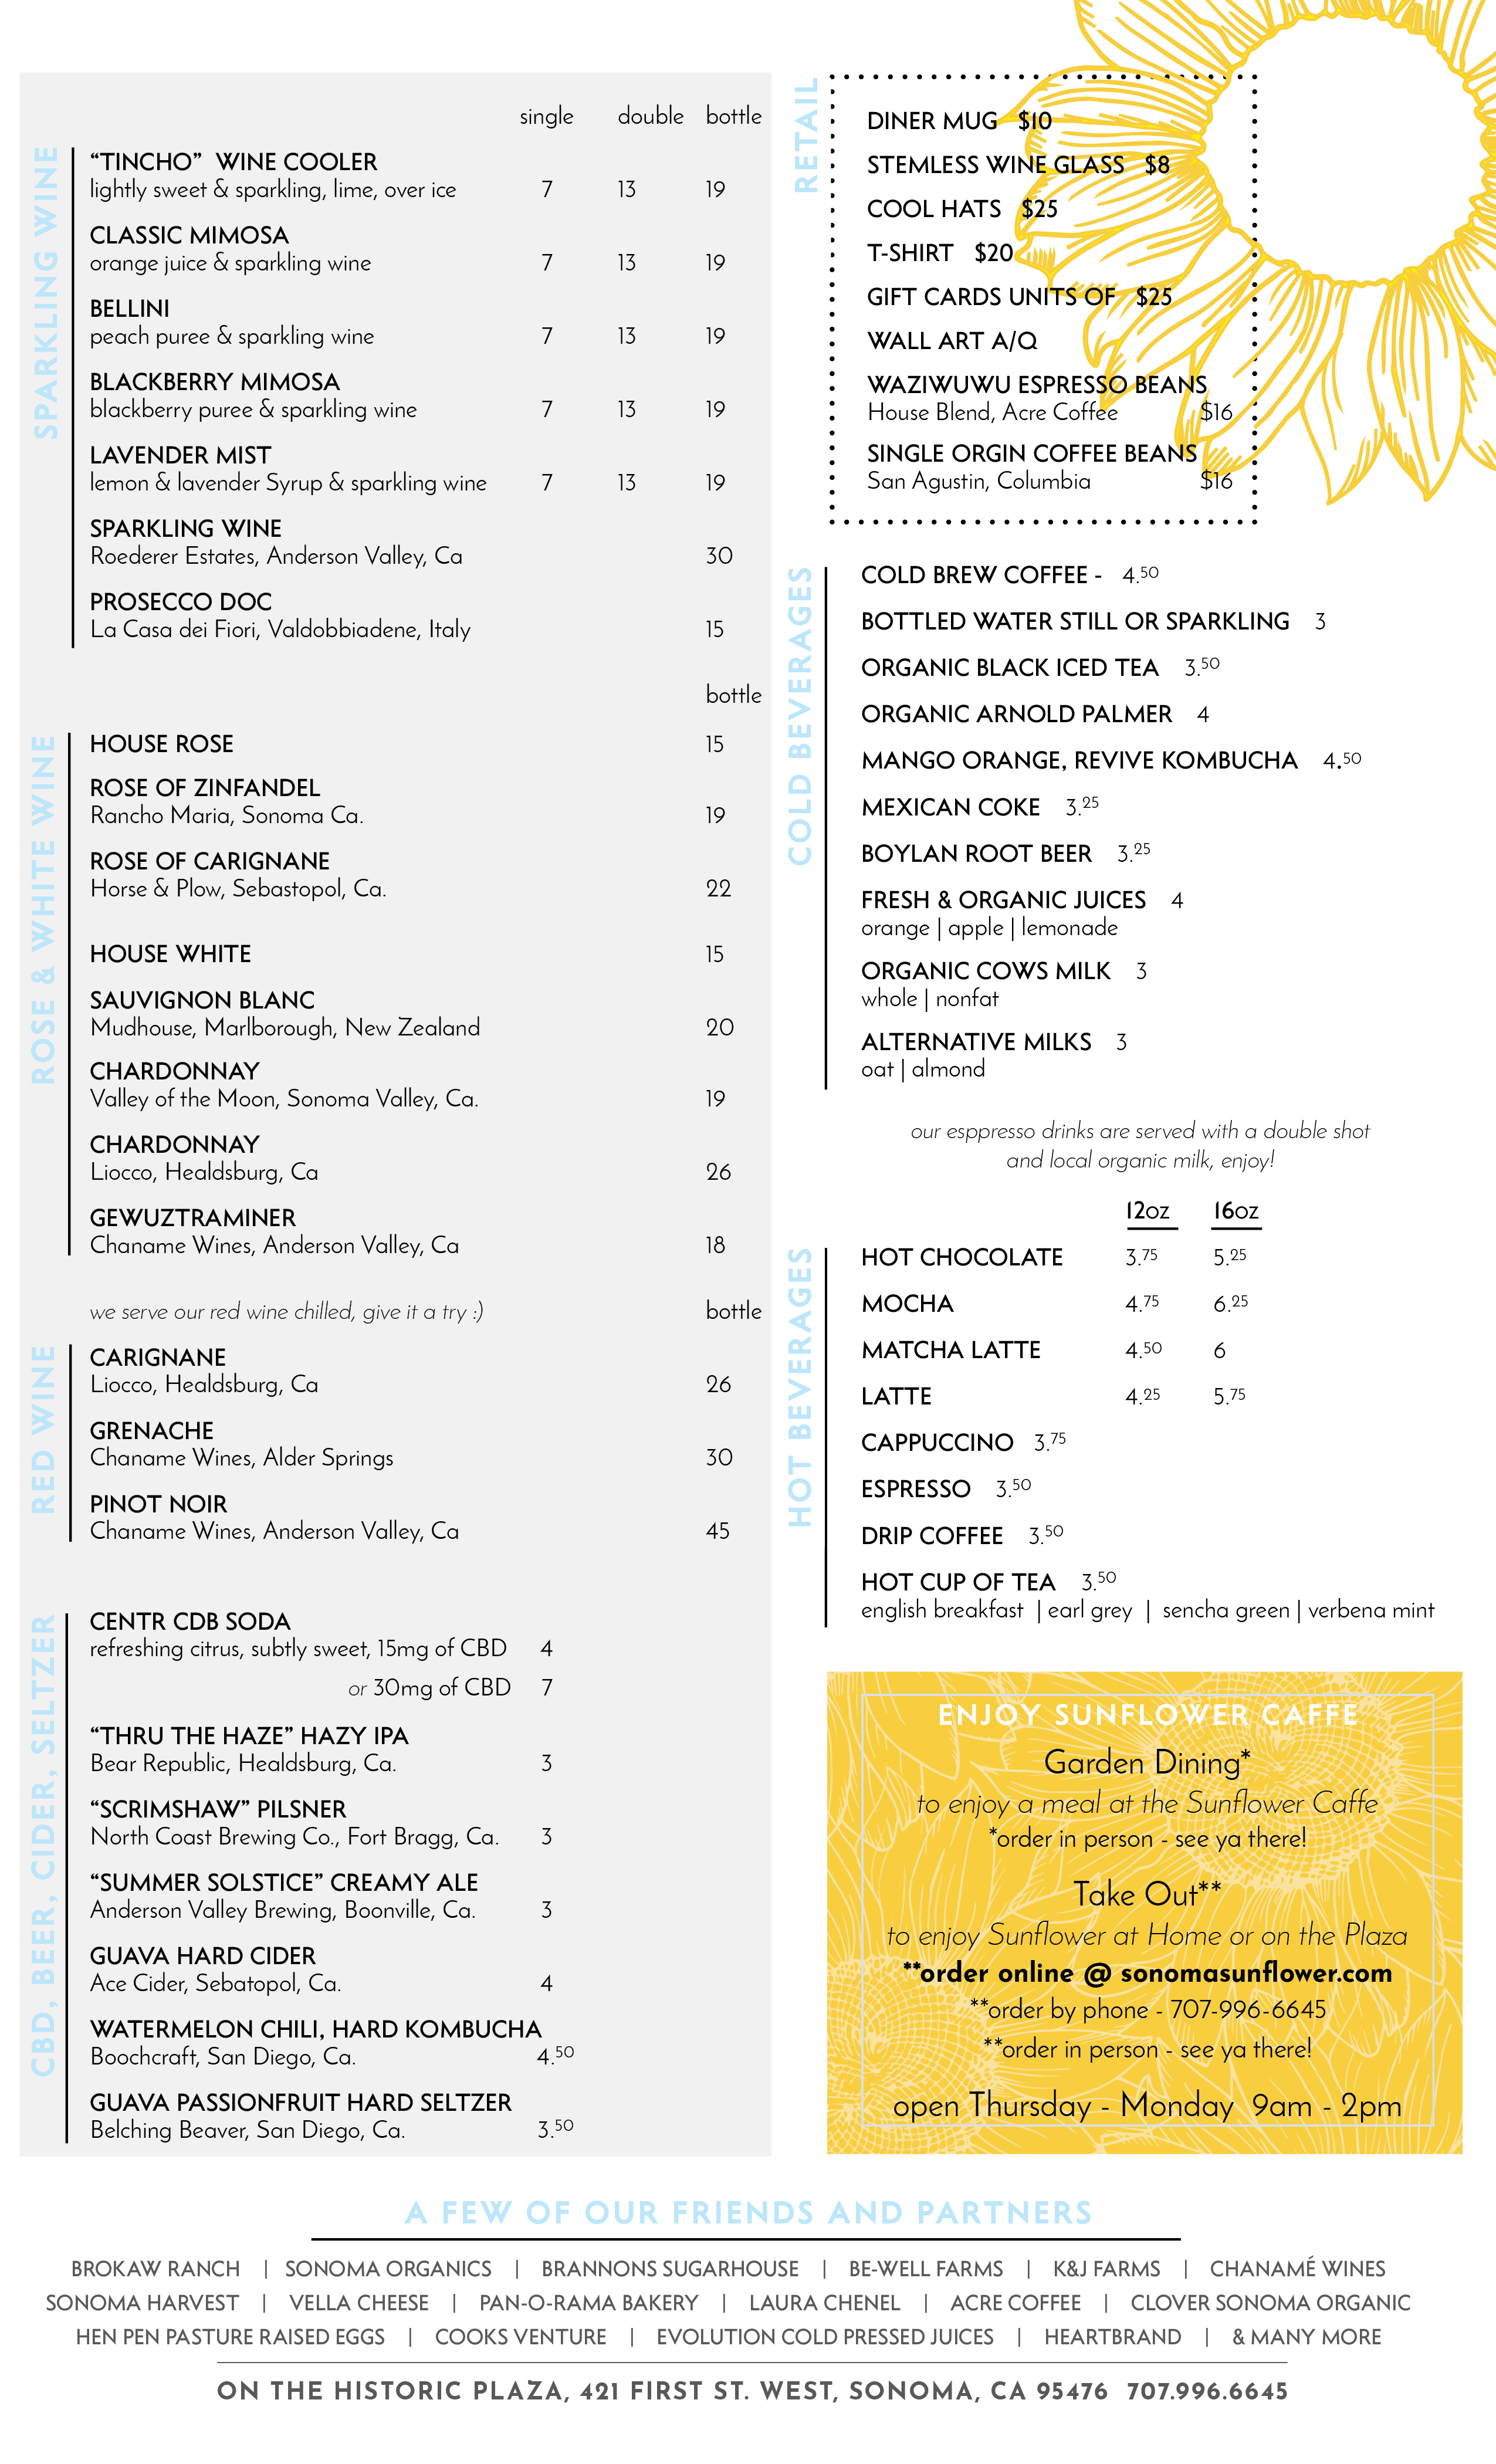 single double bottle
SPARKLING WINE
“TINCHO” WINE COOLER
lightly sweet & sparkling, lime, over ice 7 13 19
CLASSIC MIMOSA
orange juice & sparkling wine 7 13 19
BELLINI
peach puree & sparkling wine 7 13 19
BLACKBERRY MIMOSA
blackberry puree & sparkling wine 7 13 19
LAVENDER MIST
lemon & lavender Syrup & sparkling wine 7 13 19
SPARKLING WINE
Roederer Estates, Anderson Valley, Ca 30
PROSECCO DOC
La Casa dei Fiori, Valdobbiadene, Italy 15
bottle
ROSE & WHITE WINE
HOUSE ROSE 15
ROSE OF ZINFANDEL
Rancho Maria, Sonoma Ca. 19
ROSE OF CARIGNANE
Horse & Plow, Sebastopol, Ca. 22
HOUSE WHITE 15
SAUVIGNON BLANC
Mudhouse, Marlborough, New Zealand 20
CHARDONNAY
Valley of the Moon, Sonoma Valley, Ca. 19
CHARDONNAY
Liocco, Healdsburg, Ca 26
GEWUZTRAMINER
Chaname Wines, Anderson Valley, Ca 18
we serve our red wine chilled, give it a try :) bottle
RED WINE
CARIGNANE
Liocco, Healdsburg, Ca 26
GRENACHE
Chaname Wines, Alder Springs 30
PINOT NOIR
Chaname Wines, Anderson Valley, Ca 45
CBD, BEER, CIDER, SELTZER
CENTR CDB SODA
refreshing citrus, subtly sweet, 15mg of CBD 4
or 30mg of CBD 7
“THRU THE HAZE” HAZY IPA
Bear Republic, Healdsburg, Ca. 3
“SCRIMSHAW” PILSNER
North Coast Brewing Co., Fort Bragg, Ca. 3
“SUMMER SOLSTICE” CREAMY ALE
Anderson Valley Brewing, Boonville, Ca. 3
GUAVA HARD CIDER
Ace Cider, Sebatopol, Ca. 4
WATERMELON CHILI, HARD KOMBUCHA
Boochcraft, San Diego, Ca. 4.50
GUAVA PASSIONFRUIT HARD SELTZER
Belching Beaver, San Diego, Ca. 3.50
RETAIL
DINER MUG $10
STEMLESS WINE GLASS $8
COOL HATS $25
T-SHIRT $20
GIFT CARDS UNITS OF $25
WALL ART A/Q
WAZIWUWU ESPRESSO BEANS
House Blend, Acre Coffee $16
SINGLE ORGIN COFFEE BEANS
San Agustin, Columbia $16
COLD BEVERAGES
COLD BREW COFFEE - 4.50
BOTTLED WATER STILL OR SPARKLING 3
ORGANIC BLACK ICED TEA 3.50
ORGANIC ARNOLD PALMER 4
MANGO ORANGE, REVIVE KOMBUCHA 4.50
MEXICAN COKE 3.25
BOYLAN ROOT BEER 3.25
FRESH & ORGANIC JUICES 4
orange | apple | lemonade
ORGANIC COWS MILK 3
whole | nonfat
ALTERNATIVE MILKS 3
oat | almond
our esppresso drinks are served with a double shot
and local organic milk, enjoy!
12oz 16oz
HOT BEVERAGES
HOT CHOCOLATE 3.75 5.25
MOCHA 4.75 6.25
MATCHA LATTE 4.50 6
LATTE 4.25 5.75
CAPPUCCINO 3.75
ESPRESSO 3.50
DRIP COFFEE 3.50
HOT CUP OF TEA 3.50
english breakfast | earl grey | sencha green | verbena mint
ENJOY SUNFLOWER CAFFE
Garden Dining*
to enjoy a meal at the Sunflower Caffe
*order in person - see ya there!
Take Out**
to enjoy Sunflower at Home or on the Plaza
**order online @ sonomasunflower.com
**order by phone - 707-996-6645
**order in person - see ya there!
open Thursday - Monday 9am - 2pm
A FEW OF OUR FRIENDS AND PARTNERS
BROKAW RANCH | SONOMA ORGANICS | BRANNONS SUGARHOUSE | BE-WELL FARMS | K&J FARMS | CHANAMÉ WINES
SONOMA HARVEST | VELLA CHEESE | PAN-O-RAMA BAKERY | LAURA CHENEL | ACRE COFFEE | CLOVER SONOMA ORGANIC
HEN PEN PASTURE RAISED EGGS | COOKS VENTURE | EVOLUTION COLD PRESSED JUICES | HEARTBRAND | & MANY MORE
ON THE HISTORIC PLAZA, 421 FIRST ST. WEST, SONOMA, CA 95476 707.996.6645